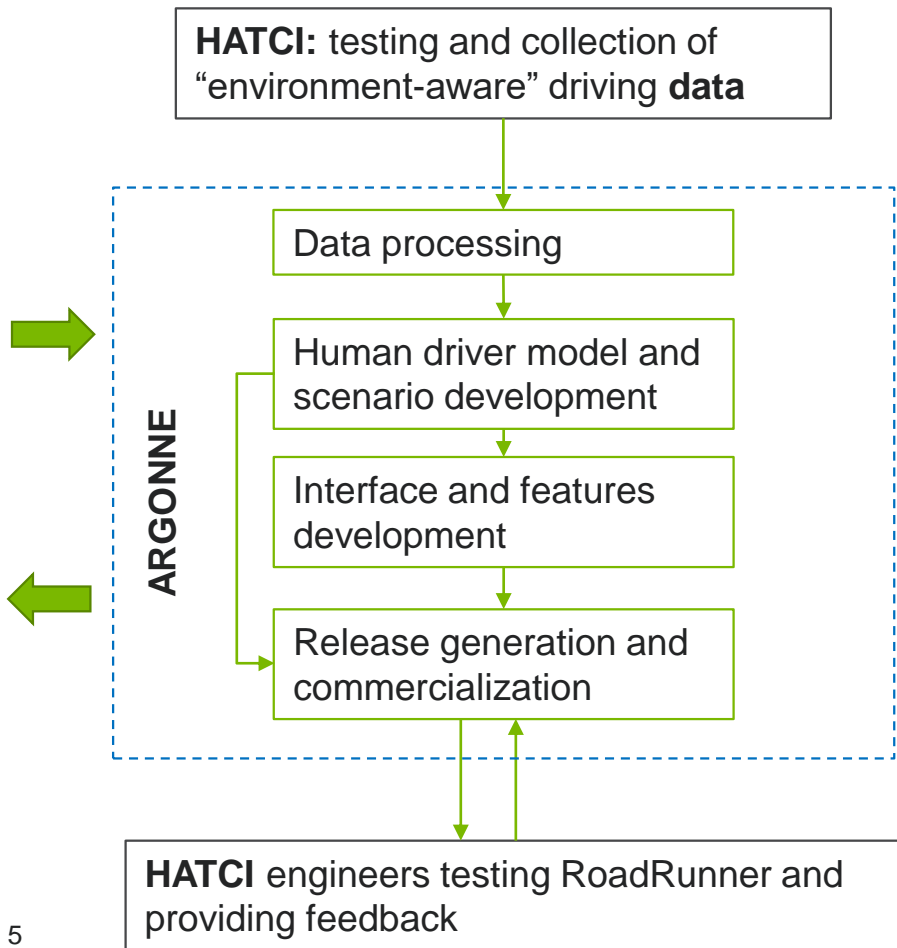 HATCI: testing and collection of
“environment-aware” driving data
Data processing
Human driver model and
scenario development
ARGONNE
Interface and features
development
Release generation and
commercialization
HATCI engineers testing RoadRunner and
providing feedback
5